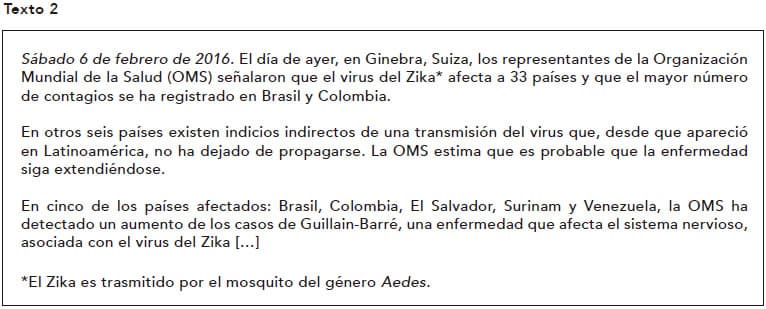 Texto 2
Sábado 6 de febrero de 2016. El día de ayer, en Ginebra, Suiza, los representantes de la Organización
Mundial de la Salud (OMS) señalaron que el virus del Zika* afecta a 33 países y que el mayor número
de contagios se ha registrado en Brasil y Colombia.
En otros seis países existen indicios indirectos de una transmisión del virus que, desde que apareció
en Latinoamérica, no ha dejado de propagarse. La OMS estima que es probable que la enfermedad
siga extendiéndose.
En cinco de los países afectados: Brasil, Colombia, El Salvador, Surinam y Venezuela, la OMS ha
detectado un aumento de los casos de Guillain-Barré, una enfermedad que afecta el sistema nervioso,
asociada con el virus del Zika [...]
*El Zika es trasmitido por el mosquito del género Aedes.